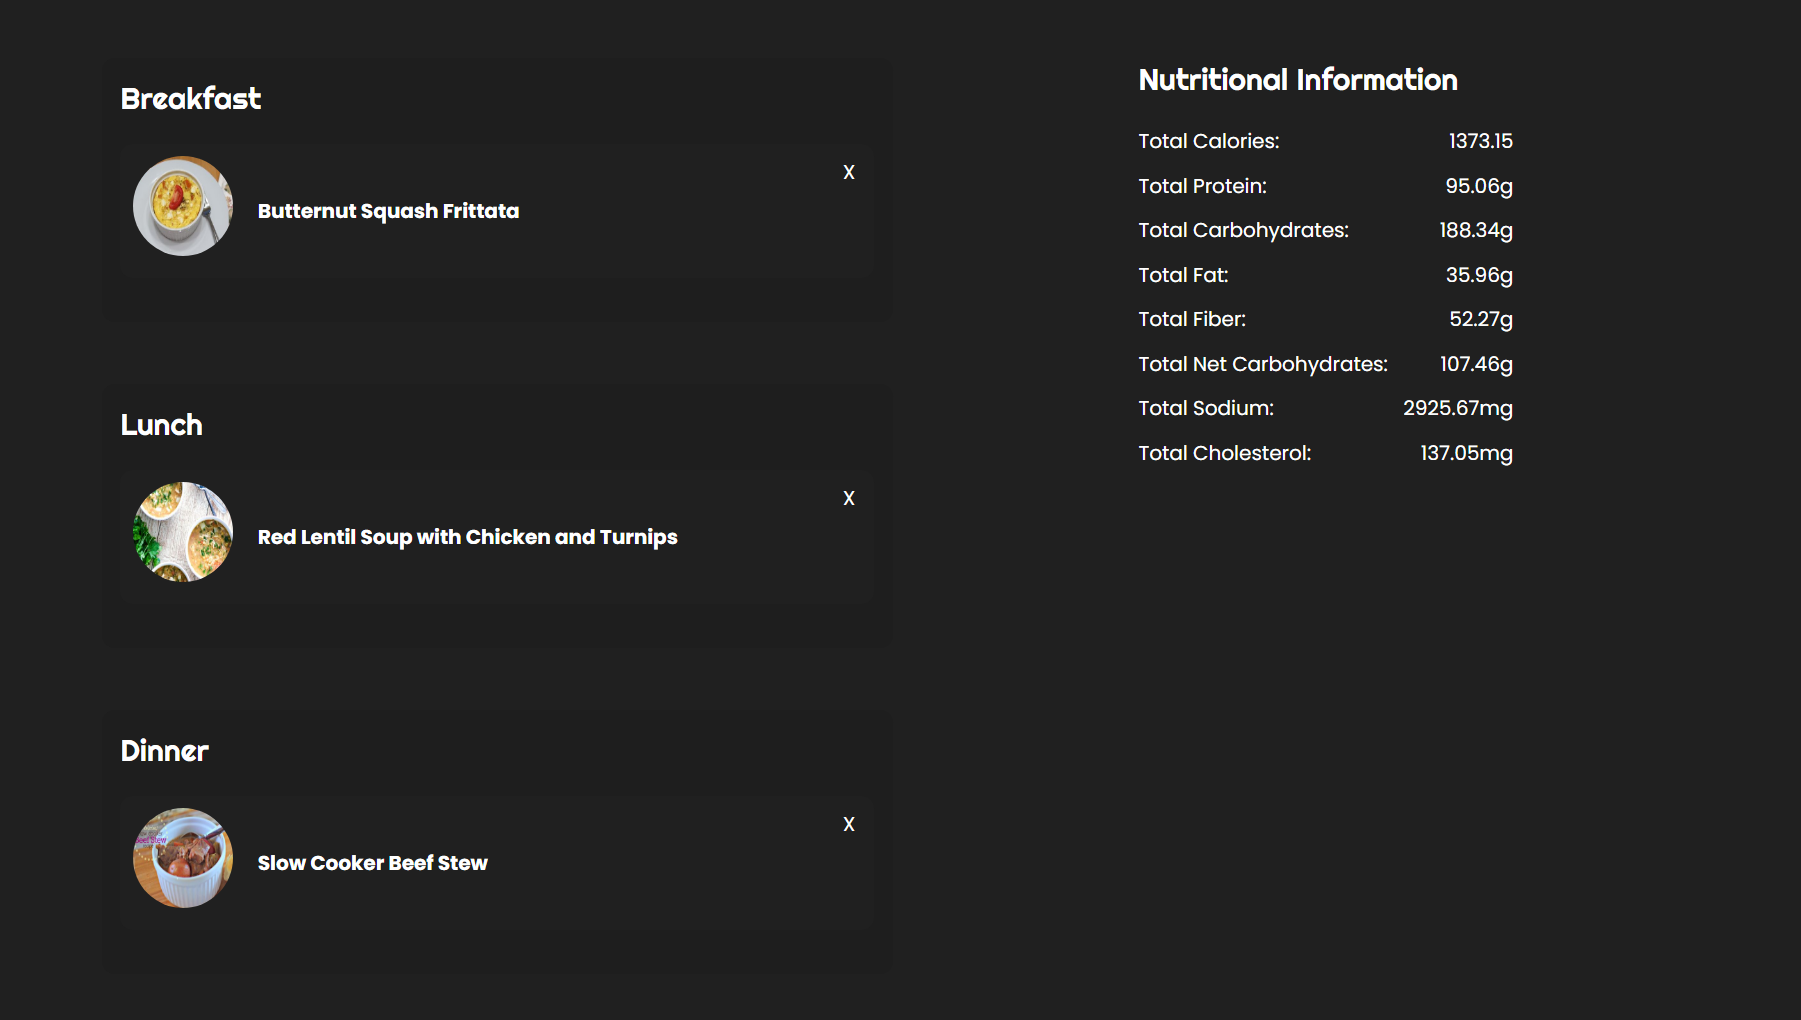 Breakfast
X
Butternut Squash Frittata
Lunch
X
Red Lentil Soup with Chicken and Turnips
Dinner
X
Slow Cooker Beef Stew
Nutritional Information
Total Calories: 1373.15
Total Protein: 95.06g
Total Carbohydrates: 188.34g
Total Fat: 35.96g
Total Fiber: 52.27g
Total Net Carbohydrates: 107.46g
Total Sodium: 2925.67mg
Total Cholesterol: 137.05mg